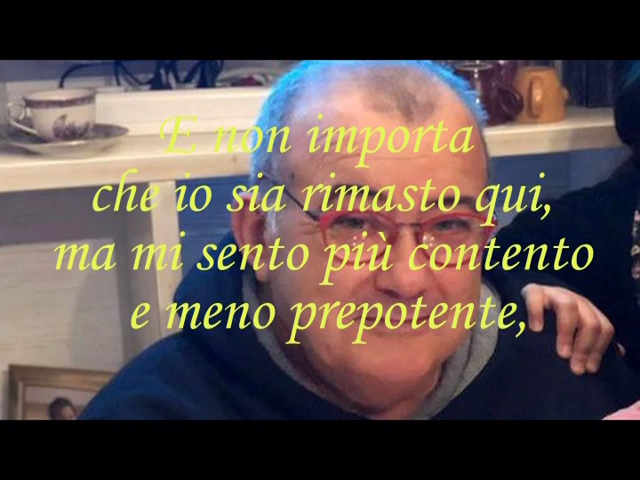 E non importa
che io sia rimasto qui,
ma mi sento più contento
e meno prepotente,